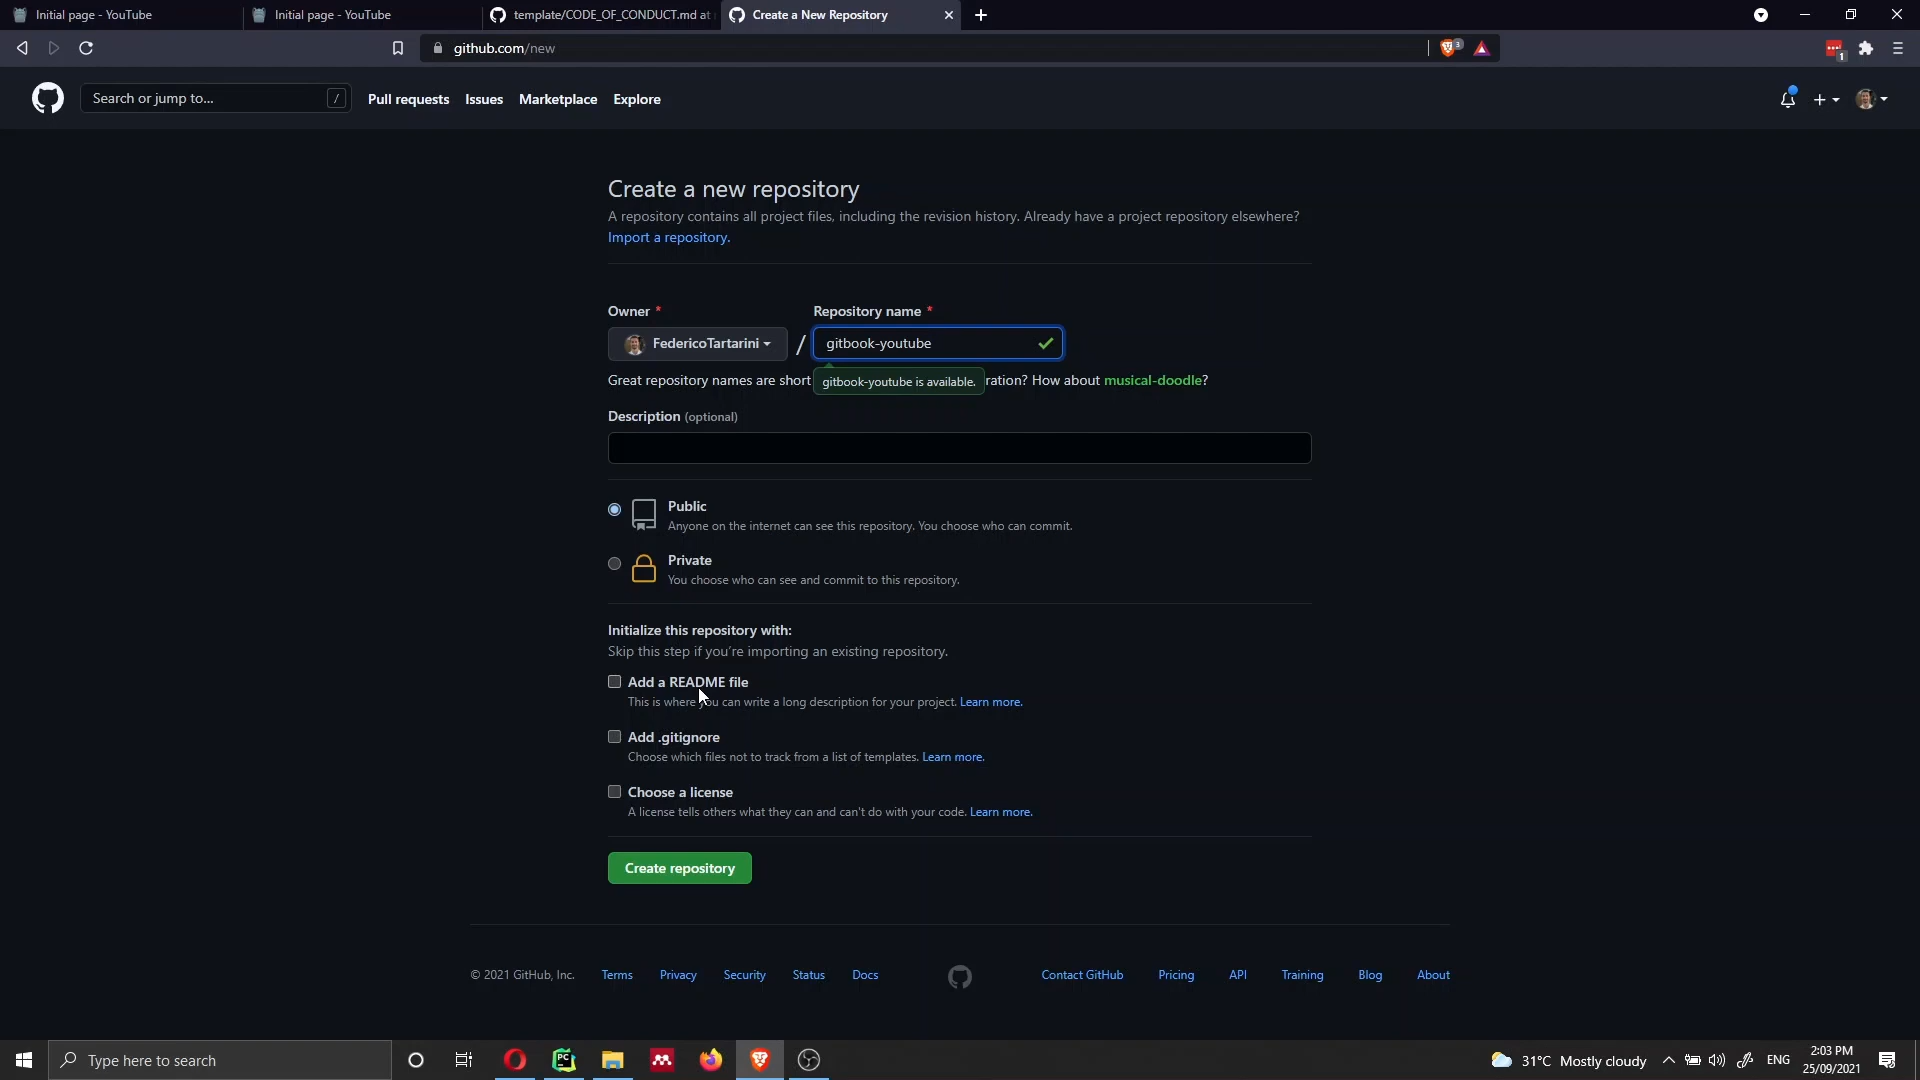 Initial page - YouTube
Initial page - YouTube
template/CODE_OF_CONDUCT.md at
Create a New Repository
github.com/new
3
1
Search or jump to...
/
Pull requests
Issues
Marketplace
Explore
Create a new repository
A repository contains all project files, including the revision history. Already have a project repository elsewhere?
Import a repository.
Owner *
Repository name *
FedericoTartarini
/
gitbook-youtube
Great repository names are short
gitbook-youtube is available.
ration? How about musical-doodle?
Description (optional)
Public
Anyone on the internet can see this repository. You choose who can commit.
Private
You choose who can see and commit to this repository.
Initialize this repository with:
Skip this step if you're importing an existing repository.
Add a README file
This is where you can write a long description for your project. Learn more.
Add .gitignore
Choose which files not to track from a list of templates. Learn more.
Choose a license
A license tells others what they can and can't do with your code. Learn more.
Create repository
© 2021 GitHub, Inc.
Terms
Privacy
Security
Status
Docs
Contact GitHub
Pricing
API
Training
Blog
About
Type here to search
PC
31°C Mostly cloudy
ENG
2:03 PM
25/09/2021